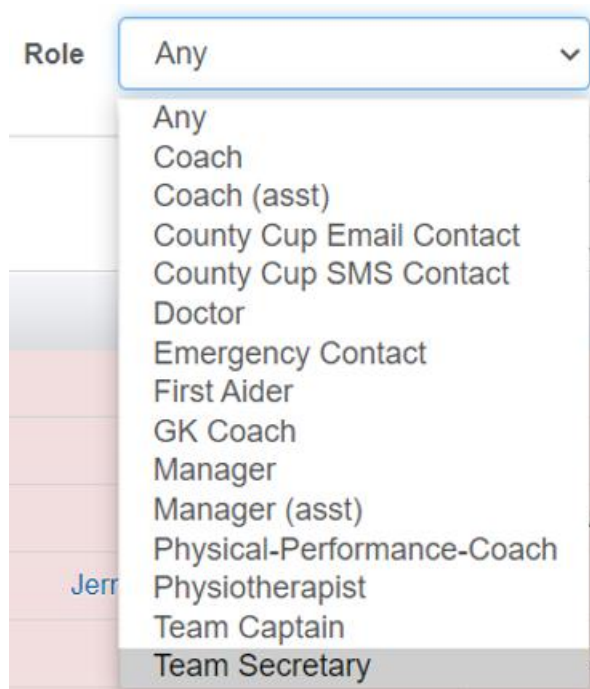 Role Any
Any
Coach
Coach (asst)
County Cup Email Contact
County Cup SMS Contact
Doctor
Emergency Contact
First Aider
GK Coach
Manager
Manager (asst)
Physical-Performance-Coach
Jerr Physiotherapist
Team Captain
Team Secretary